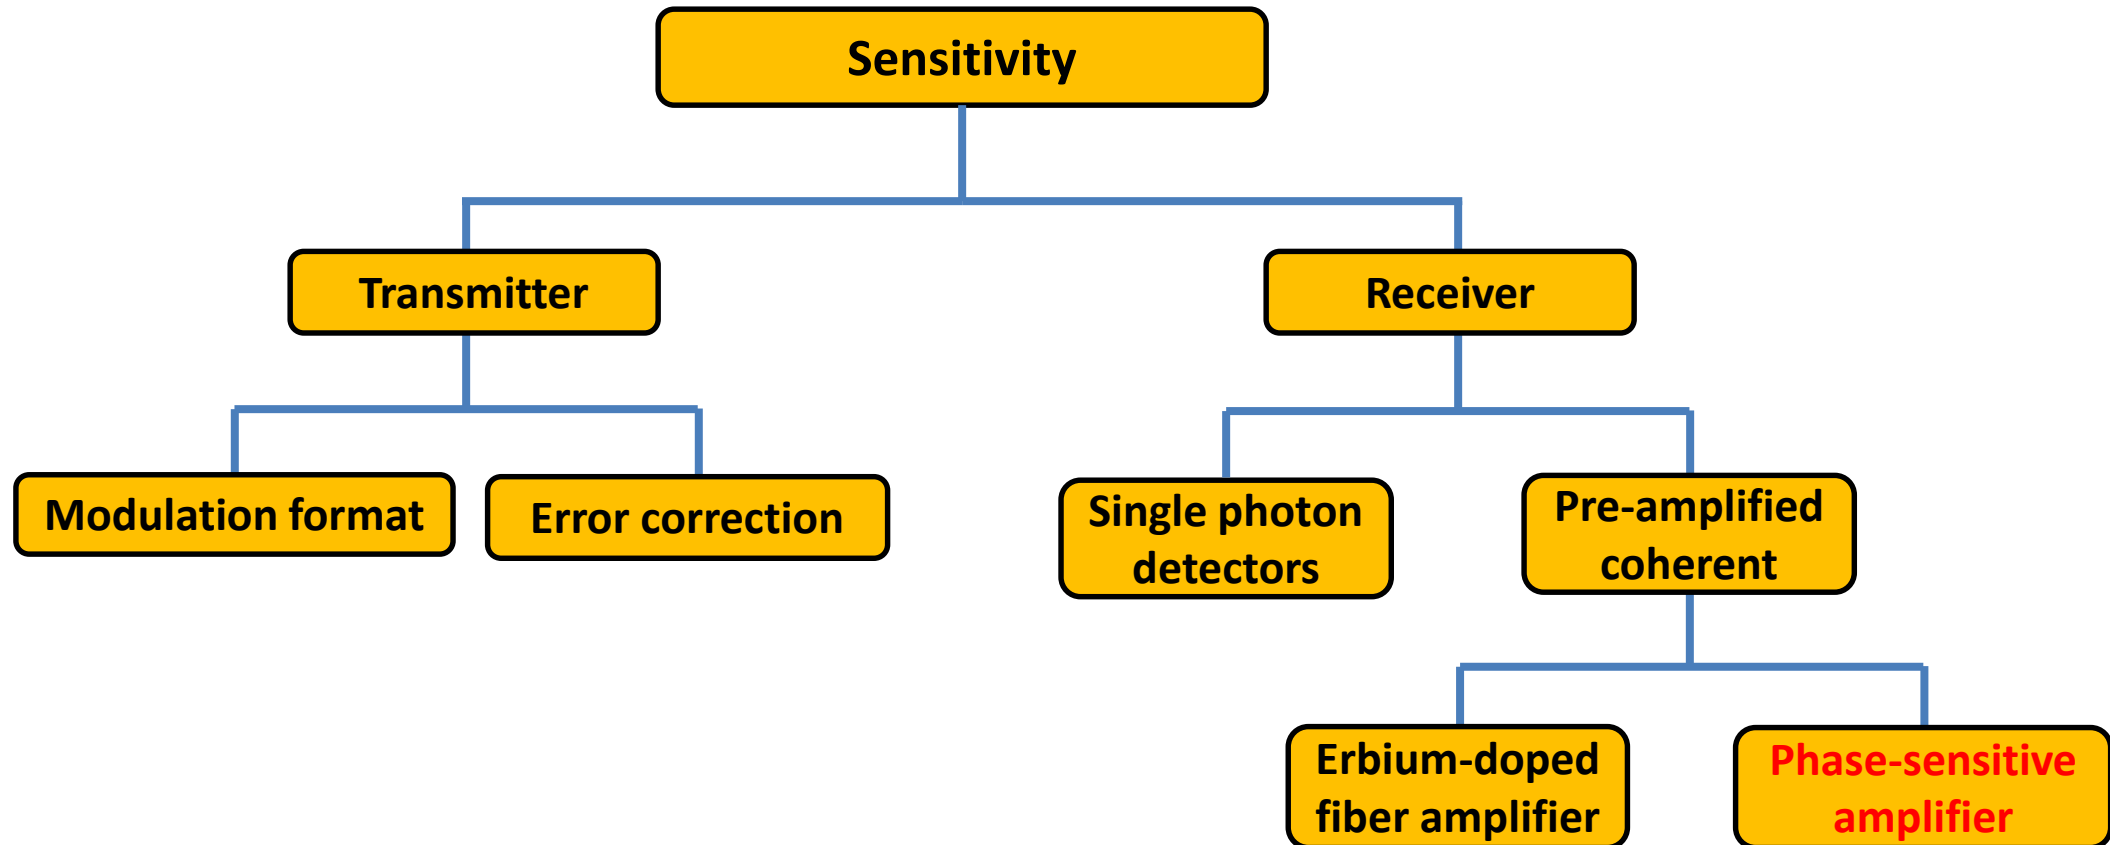 Sensitivity
Transmitter
Receiver
Modulation format
Error correction
Single photon
detectors
Pre-amplified
coherent
Erbium-doped
fiber amplifier
Phase-sensitive
amplifier